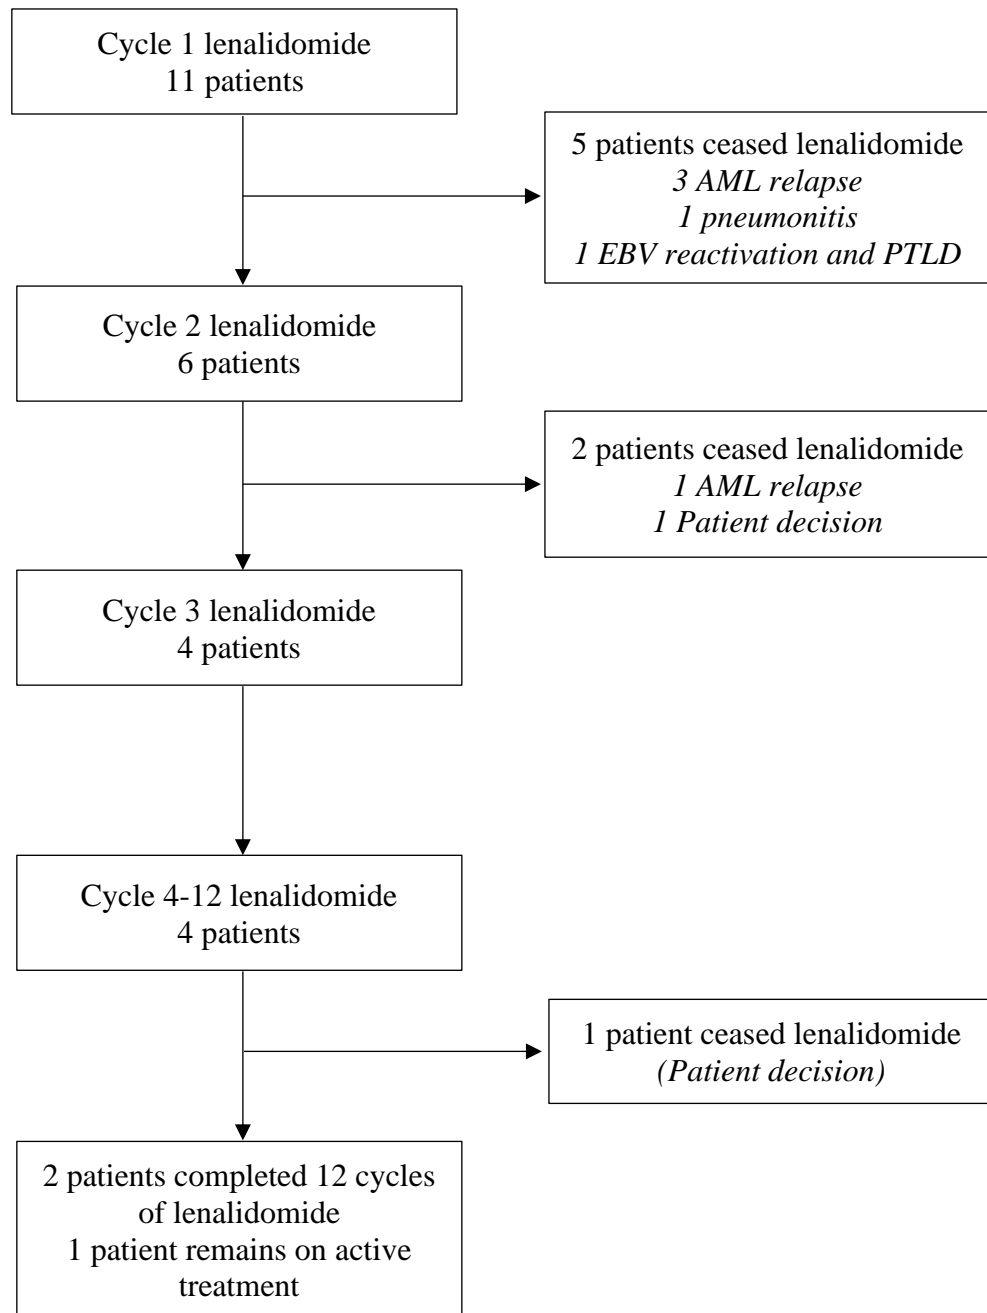 Cycle 1 lenalidomide
11 patients
5 patients ceased lenalidomide
3 AML relapse
1 pneumonitis
1 EBV reactivation and PTLD
Cycle 2 lenalidomide
6 patients
2 patients ceased lenalidomide
1 AML relapse
1 Patient decision
Cycle 3 lenalidomide
4 patients
Cycle 4-12 lenalidomide
4 patients
1 patient ceased lenalidomide
(Patient decision)
2 patients completed 12 cycles
of lenalidomide
1 patient remains on active
treatment